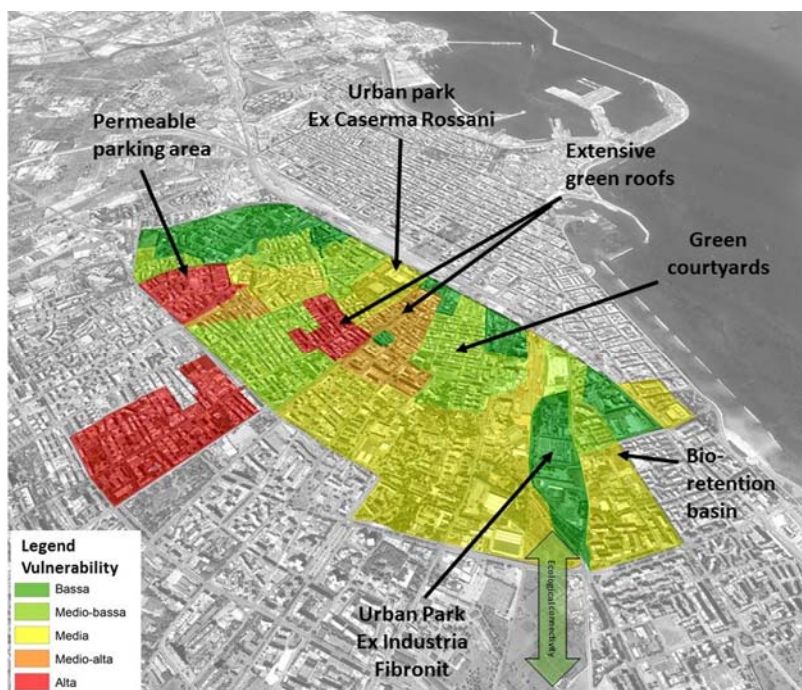 Urban park
Ex Caserma Rossani
Permeable
parking area
Extensive
green roofs
Green
courtyards
Bio-
retention
basin
Legend
Vulnerability
Bassa
Medio-bassa
Media
Medio-alta
Alta
Urban Park
Ex Industria
Fibronit
Ecological connectivity